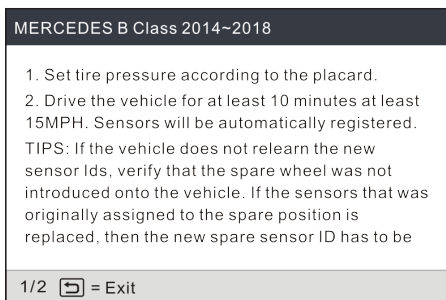 MERCEDES B Class 2014~2018
1. Set tire pressure according to the placard.
2. Drive the vehicle for at least 10 minutes at least
15MPH. Sensors will be automatically registered.
TIPS: If the vehicle does not relearn the new
sensor Ids, verify that the spare wheel was not
introduced onto the vehicle. If the sensors that was
originally assigned to the spare position is
replaced, then the new spare sensor ID has to be
1/2 = Exit